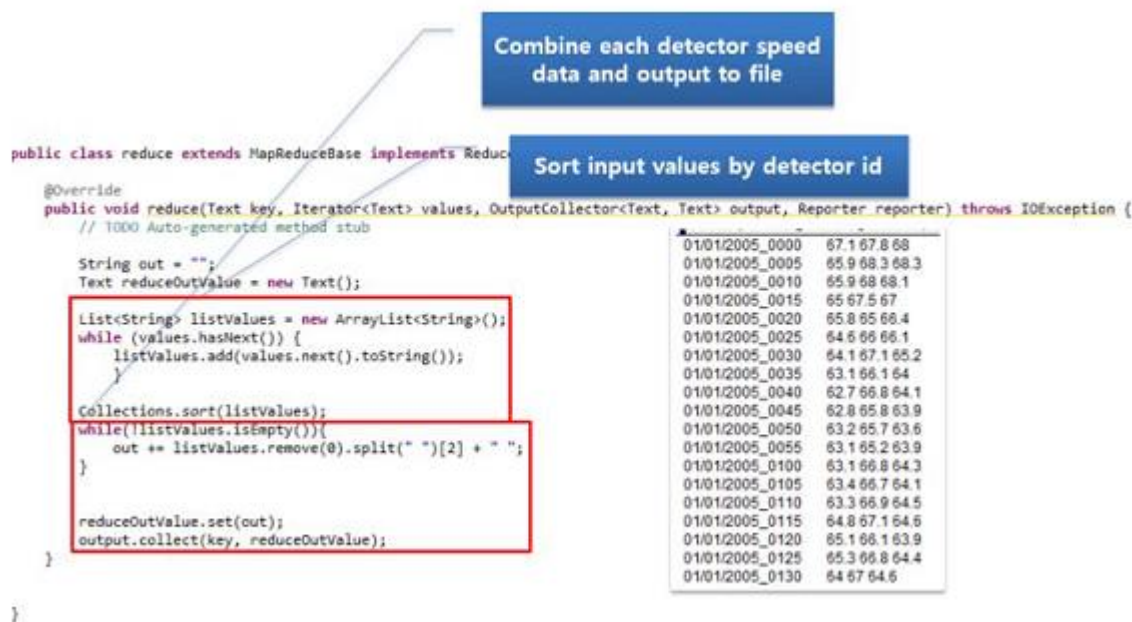 Combine each detector speed
data and output to file
public class reduce extends MapReduceBase implements Reduc
Sort input values by detector id
@Override
public void reduce(Text key, Iterator<Text> values, OutputCollector<Text, Text> output, Reporter reporter) throws IOException {
// TODO Auto-generated method stub
String out = "";
Text reduceOutValue = new Text();
List<String> listValues = new ArrayList<String>();
while (values.hasNext()) {
listValues.add(values.next().toString());
}
Collections.sort(listValues);
while(!listValues.isEmpty()){
out += listValues.remove(0).split(" ")[2] + " ";
}
reduceOutValue.set(out);
output.collect(key, reduceOutValue);
}
}
01/01/2005_0000 67.1 67.8 68
01/01/2005_0005 65.9 68.3 68.3
01/01/2005_0010 65.9 68 68.1
01/01/2005_0015 65 67.5 67
01/01/2005_0020 65.8 65 66.4
01/01/2005_0025 64.6 66 66.1
01/01/2005_0030 64.1 67.1 65.2
01/01/2005_0035 63.1 66.1 64
01/01/2005_0040 62.7 66.8 64.1
01/01/2005_0045 62.8 65.8 63.9
01/01/2005_0050 63.2 65.7 63.6
01/01/2005_0055 63.1 65.2 63.9
01/01/2005_0100 63.1 66.8 64.3
01/01/2005_0105 63.4 66.7 64.1
01/01/2005_0110 63.3 66.9 64.5
01/01/2005_0115 64.8 67.1 64.6
01/01/2005_0120 65.1 66.1 63.9
01/01/2005_0125 65.3 66.8 64.4
01/01/2005_0130 64 67 64.6